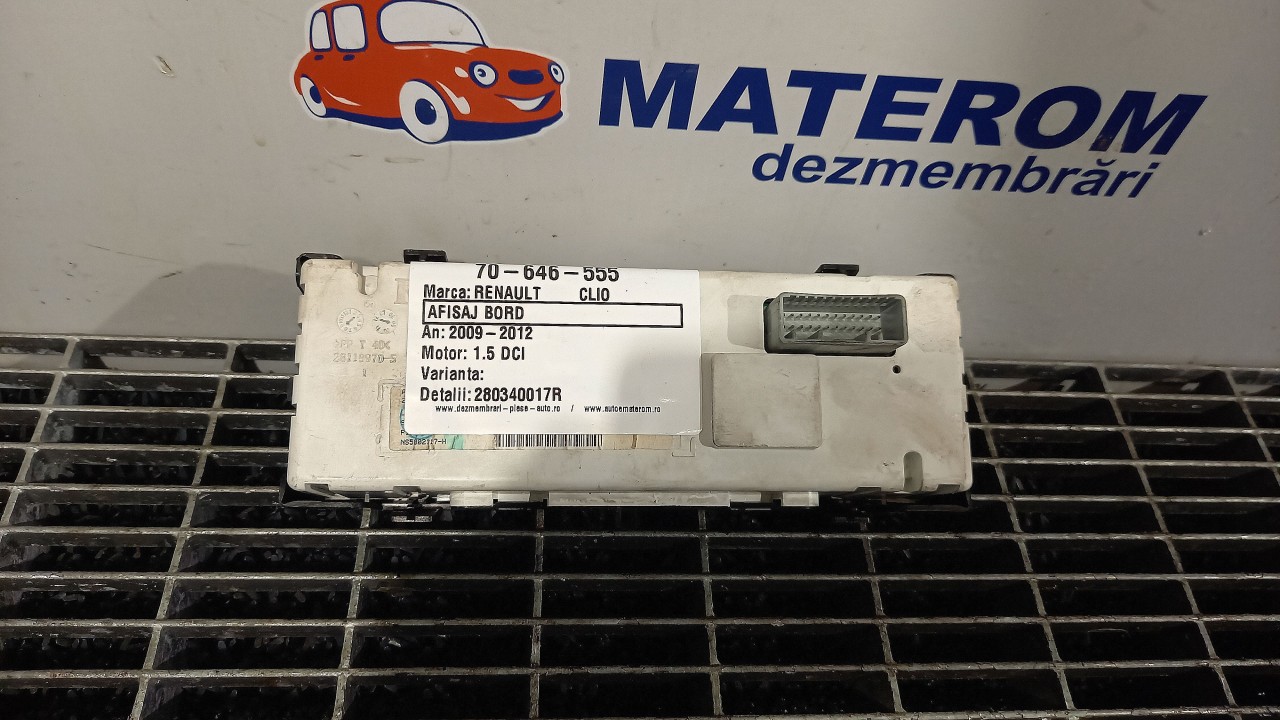 MATEROM
dezmembrări
70-646-555
Marca: RENAULT CLIO
AFISAJ BORD
An: 2009-2012
Motor: 1.5 DCI
Varianta:
Detalii: 280340017R
www.dezmembrari-piese-auto.ro / www.autoematerom.ro